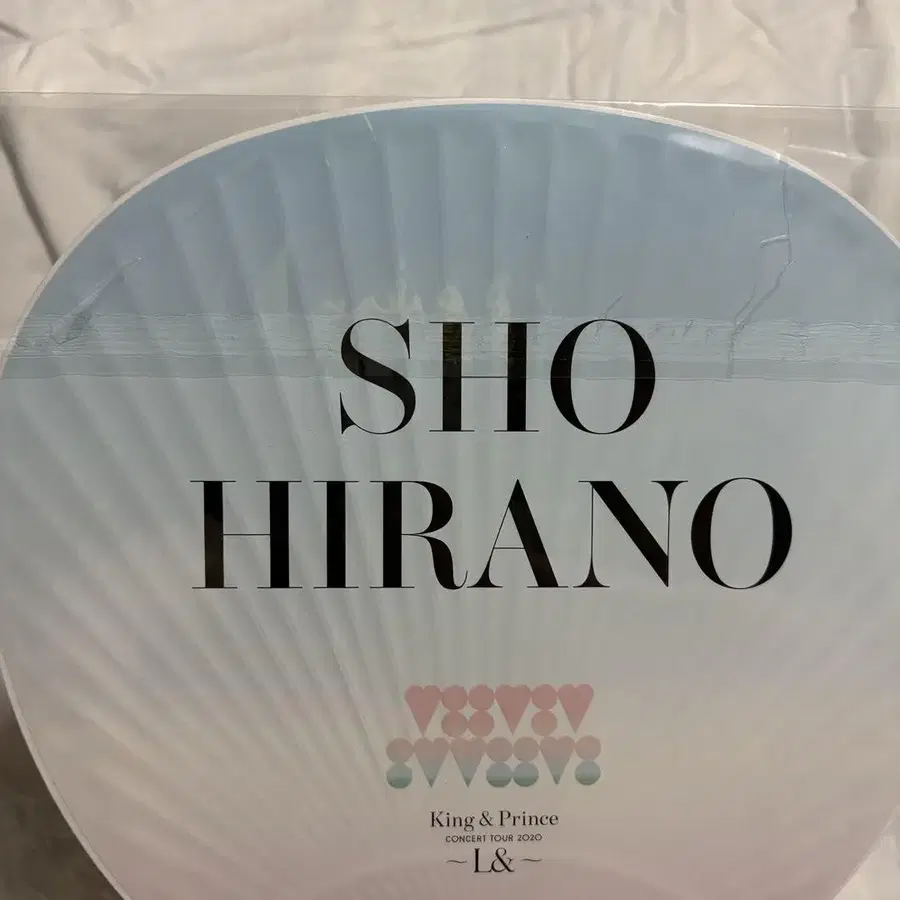 SHO
HIRANO
King & Prince
CONCERT TOUR 2020
~L&~